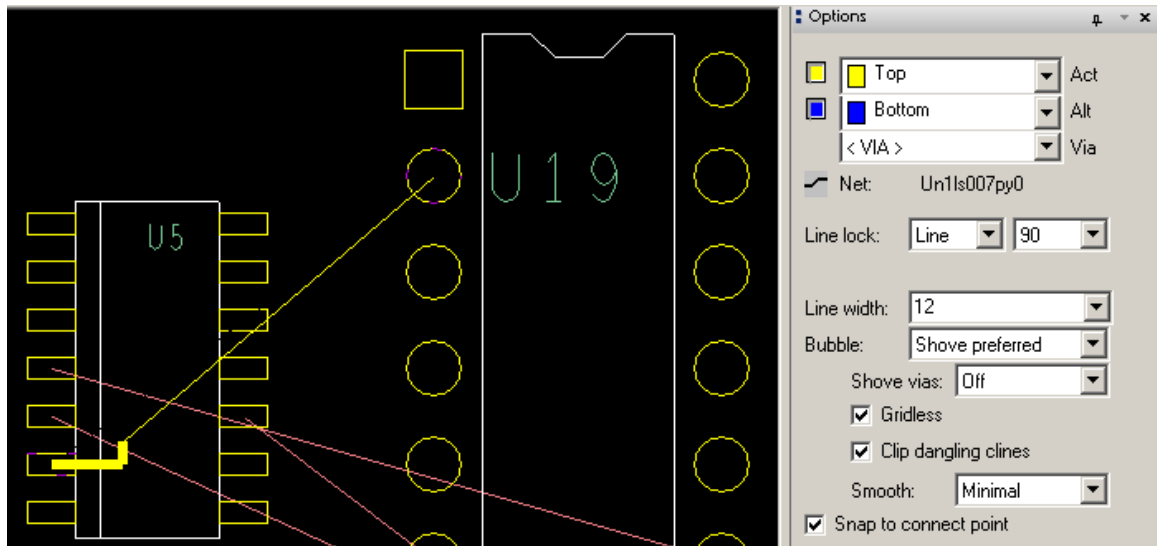 Options
Top
Act
Bottom
Alt
< VIA >
Via
Net: Un1ls007py0
Line lock: Line 90
Line width: 12
Bubble: Shove preferred
Shove vias: Off
Gridless
Clip dangling clines
Smooth: Minimal
Snap to connect point
U19
U5